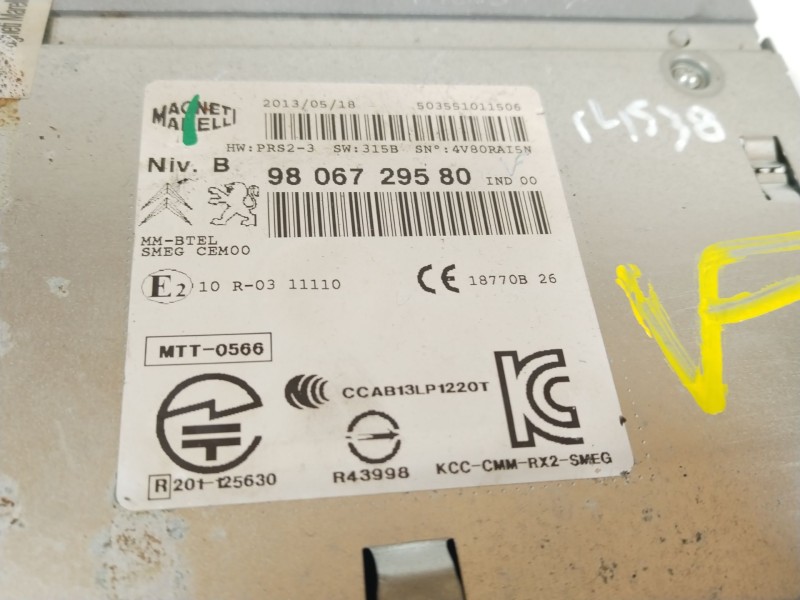 MAGNETI MARELLI
2013/05/18 503551011506
HW:PRS2-3 SW:315B SN°:4V80RAI5N
Niv. B 98 067 295 80 IND 00
MM-BTEL
SMEG CEM00
E2 10 R-03 11110 CE 18770B 26
MTT-0566
CCAB13LP1220T
R 201-125630 R43998 KCC-CMM-RX2-SMEG